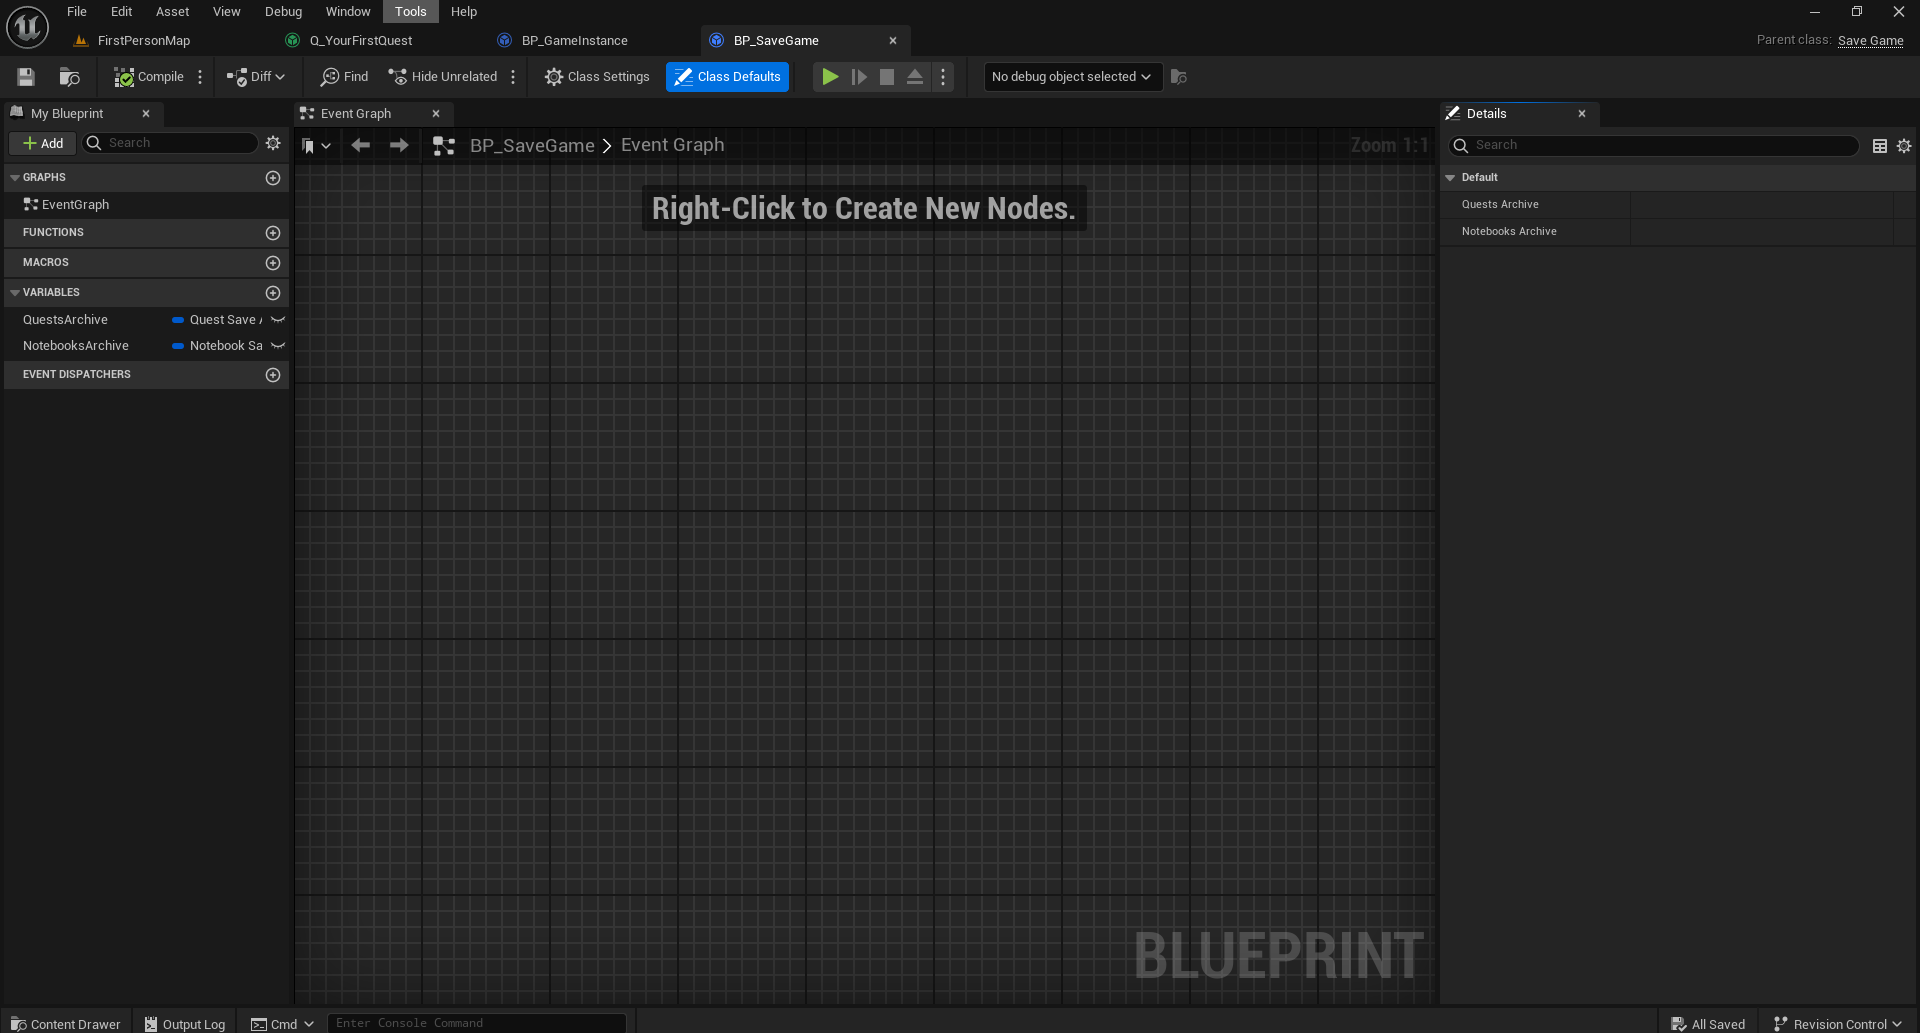 File Edit Asset View Debug Window Tools Help
FirstPersonMap Q_YourFirstQuest BP_GameInstance BP_SaveGame Parent class: Save Game
Compile Diff Find Hide Unrelated Class Settings Class Defaults No debug object selected
My Blueprint Event Graph Details
Add Search BP_SaveGame > Event Graph Zoom 1:1 Search
GRAPHS Default
EventGraph Quests Archive
Right-Click to Create New Nodes.
FUNCTIONS Notebooks Archive
MACROS
VARIABLES
QuestsArchive Quest Save
NotebooksArchive Notebook Sa
EVENT DISPATCHERS
BLUEPRINT
Content Drawer Output Log Cmd Enter Console Command All Saved Revision Control